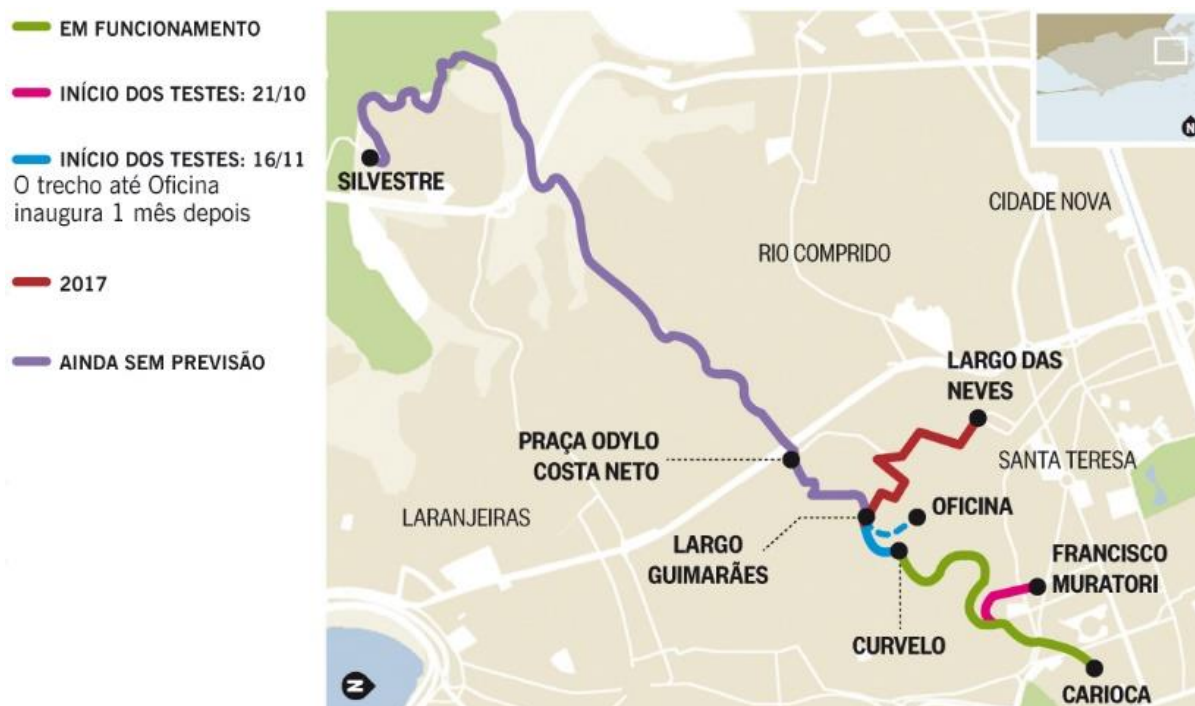 EM FUNCIONAMENTO
INÍCIO DOS TESTES: 21/10
INÍCIO DOS TESTES: 16/11
O trecho até Oficina
inaugura 1 mês depois
2017
AINDA SEM PREVISÃO
N
SILVESTRE
CIDADE NOVA
RIO COMPRIDO
LARGO DAS
NEVES
PRAÇA ODYLO
COSTA NETO
SANTA TERESA
LARANJEIRAS
OFICINA
LARGO
GUIMARÃES
FRANCISCO
MURATORI
CURVELO
CARIOCA
N